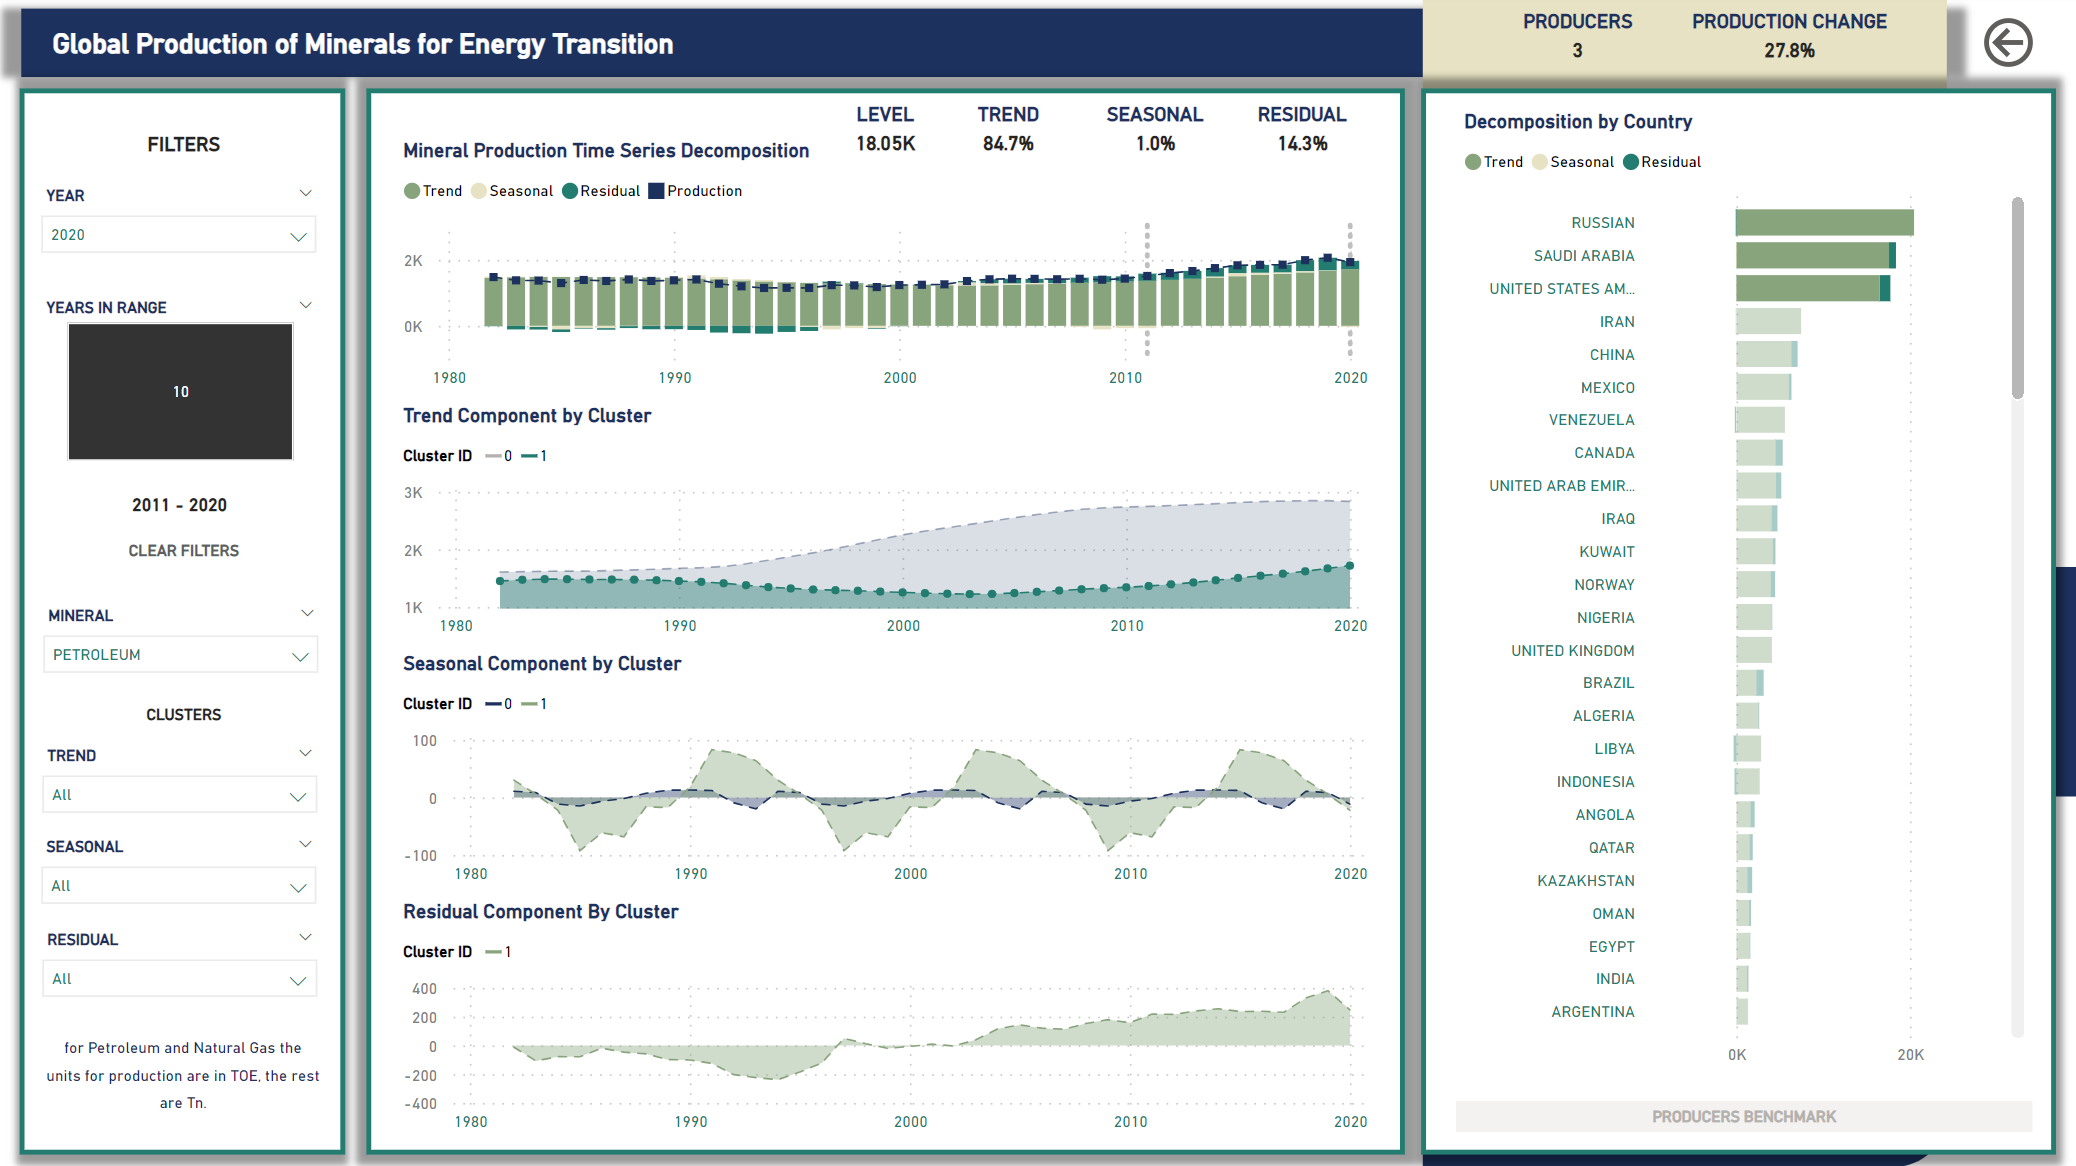 Global Production of Minerals for Energy Transition
PRODUCERS
3
PRODUCTION CHANGE
27.8%
FILTERS
YEAR
2020
YEARS IN RANGE
10
2011 - 2020
CLEAR FILTERS
MINERAL
PETROLEUM
CLUSTERS
TREND
All
SEASONAL
All
RESIDUAL
All
for Petroleum and Natural Gas the
units for production are in TOE, the rest
are Tn.
LEVEL TREND SEASONAL RESIDUAL
18.05K 84.7% 1.0% 14.3%
Mineral Production Time Series Decomposition
Trend Seasonal Residual Production
2K
0K
1980 1990 2000 2010 2020
Trend Component by Cluster
Cluster ID 0 1
3K
2K
1K
1980 1990 2000 2010 2020
Seasonal Component by Cluster
Cluster ID 0 1
100
0
-100
1980 1990 2000 2010 2020
Residual Component By Cluster
Cluster ID 1
400
200
0
-200
-400
1980 1990 2000 2010 2020
Decomposition by Country
Trend Seasonal Residual
RUSSIAN
SAUDI ARABIA
UNITED STATES AM...
IRAN
CHINA
MEXICO
VENEZUELA
CANADA
UNITED ARAB EMIR...
IRAQ
KUWAIT
NORWAY
NIGERIA
UNITED KINGDOM
BRAZIL
ALGERIA
LIBYA
INDONESIA
ANGOLA
QATAR
KAZAKHSTAN
OMAN
EGYPT
INDIA
ARGENTINA
0K 20K
PRODUCERS BENCHMARK